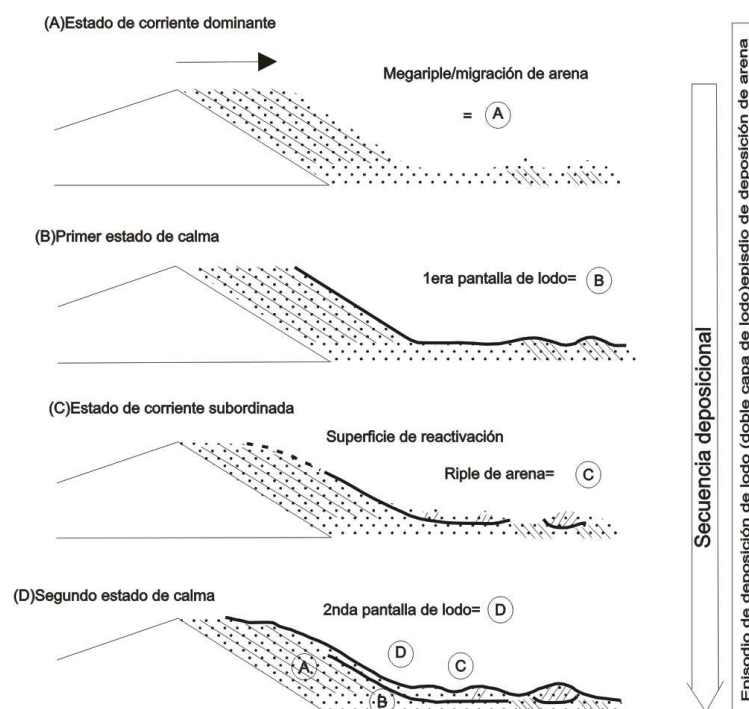 (A)Estado de corriente dominante
Megariple/migración de arena
= A
(B)Primer estado de calma
1era pantalla de lodo= B
(C)Estado de corriente subordinada
Superficie de reactivación
Riple de arena= C
(D)Segundo estado de calma
2nda pantalla de lodo= D
D
C
A
B
Secuencia deposicional
Episodio de deposición de lodo (doble capa de lodo)episdio de deposición de arena